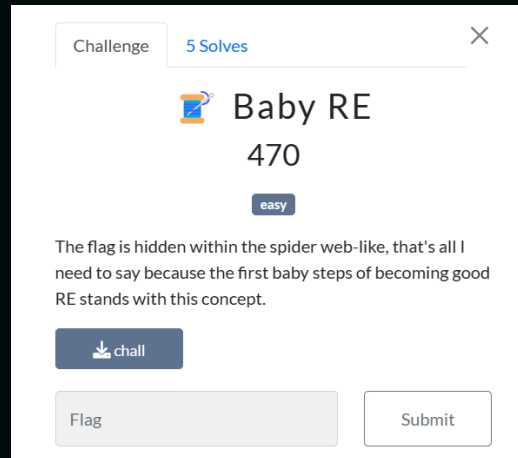 Challenge
5 Solves
Baby RE
470
easy
The flag is hidden within the spider web-like, that's all I
need to say because the first baby steps of becoming good
RE stands with this concept.
chall
Flag
Submit